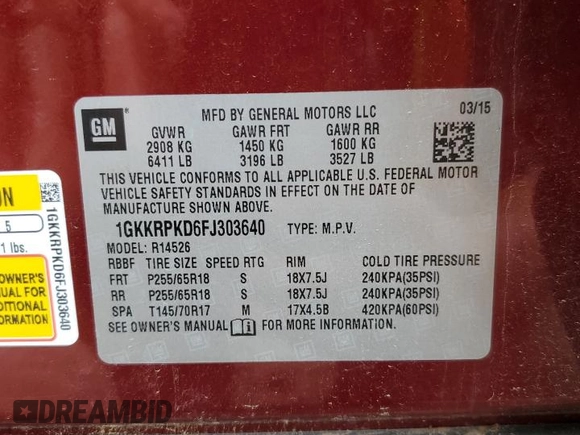 GM
MFD BY GENERAL MOTORS LLC 03/15
GVWR GAWR FRT GAWR RR
2908 KG 1450 KG 1600 KG
6411 LB 3196 LB 3527 LB
THIS VEHICLE CONFORMS TO ALL APPLICABLE U.S. FEDERAL MOTOR
VEHICLE SAFETY STANDARDS IN EFFECT ON THE DATE OF
MANUFACTURE SHOWN ABOVE.
1GKKRPKD6FJ303640 TYPE: M.P.V.
MODEL: R14526
RBBF TIRE SIZE SPEED RTG RIM COLD TIRE PRESSURE
FRT P255/65R18 S 18X7.5J 240KPA(35PSI)
RR P255/65R18 S 18X7.5J 240KPA(35PSI)
SPA T145/70R17 M 17X4.5B 420KPA(60PSI)
SEE OWNER'S MANUAL FOR MORE INFORMATION.
ON
5
1 lbs.
OWNER'S
NUAL FOR
DITIONAL
ORMATION
1GKKRPKD6FJ303640
DREAMBID